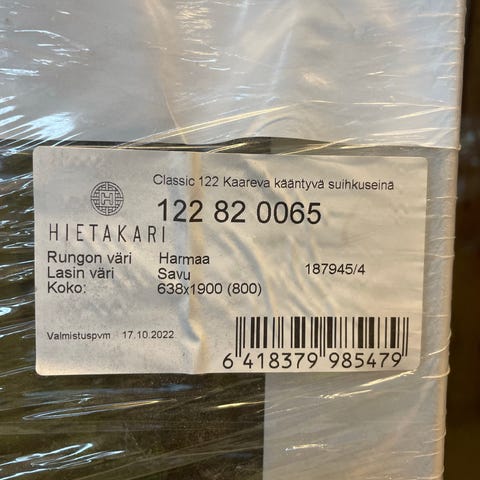 Classic 122 Kaareva kääntyvä suihkuseinä
122 82 0065
HIETAKARI
Rungon väri Harmaa
Lasin väri Savu 187945/4
Koko: 638x1900 (800)
Valmistuspvm 17.10.2022
6 418379 985479